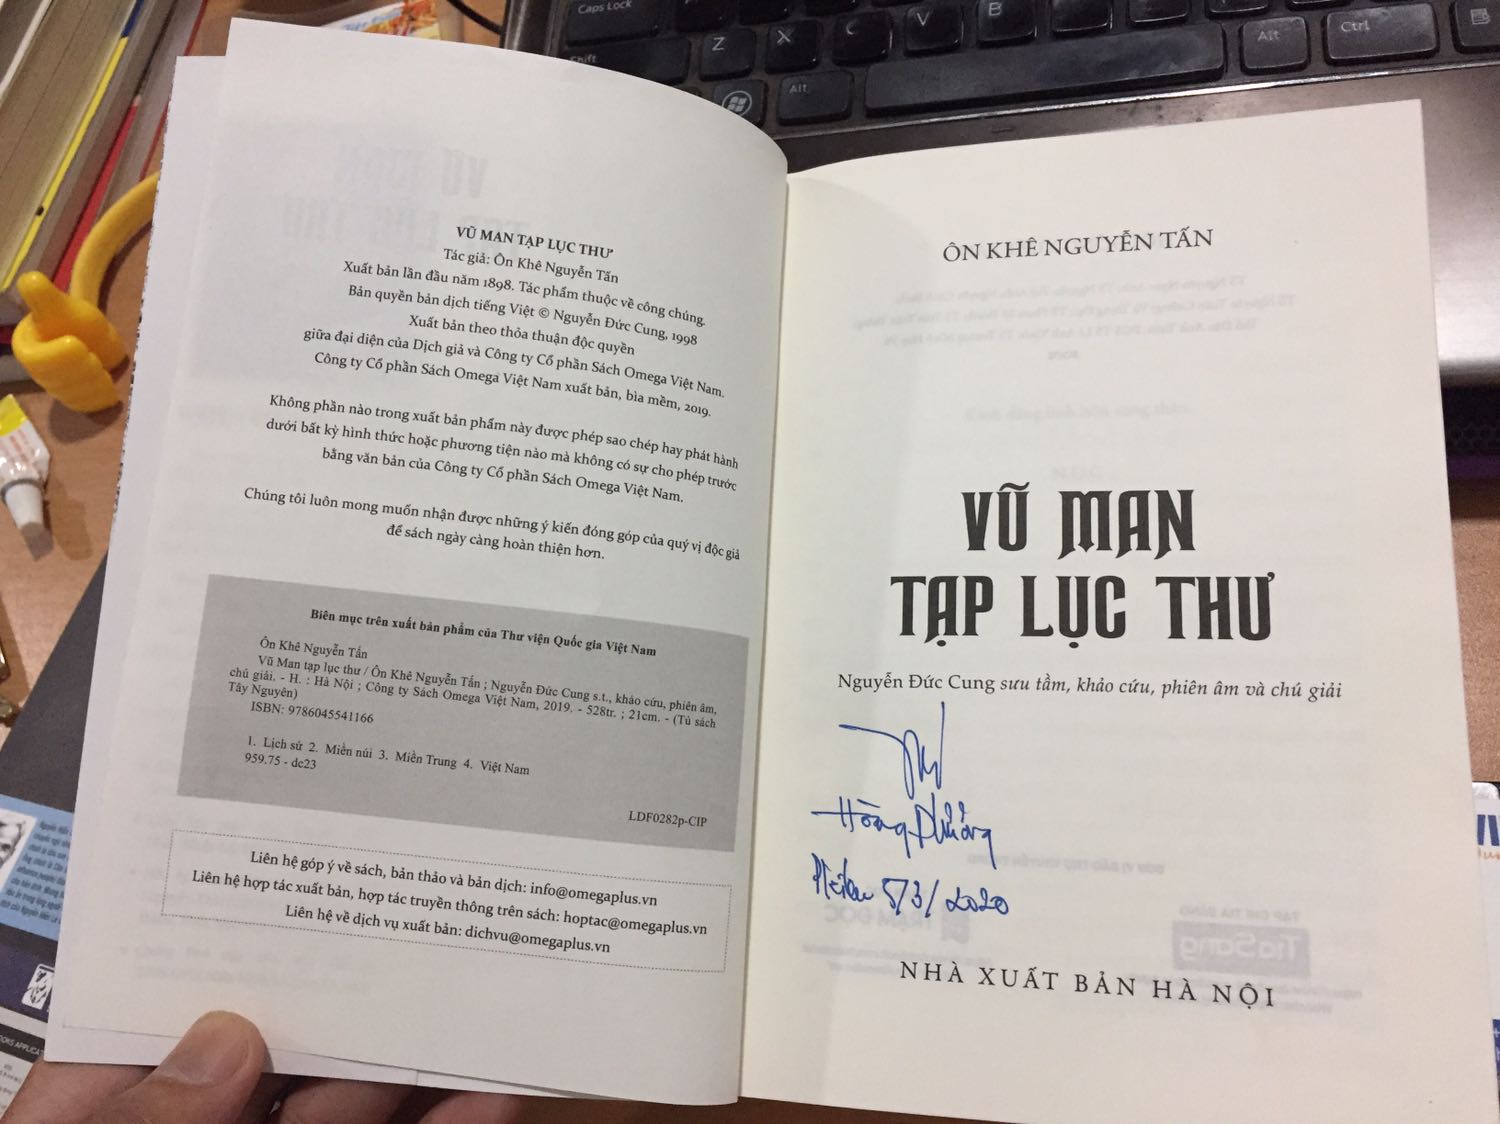 VŨ MAN TẠP LỤC THƯ
Tác giả: Ôn Khê Nguyễn Tấn
Xuất bản lần đầu năm 1898. Tác phẩm thuộc về công chúng.
Bản quyền bản dịch tiếng Việt © Nguyễn Đức Cung, 1998
Xuất bản theo thỏa thuận độc quyền
giữa đại diện của Dịch giả và Công ty Cổ phần Sách Omega Việt Nam.
Công ty Cổ phần Sách Omega Việt Nam xuất bản, bìa mềm, 2019.
Không phần nào trong xuất bản phẩm này được phép sao chép hay phát hành
dưới bất kỳ hình thức hoặc phương tiện nào mà không có sự cho phép trước
bằng văn bản của Công ty Cổ phần Sách Omega Việt Nam.
Chúng tôi luôn mong muốn nhận được những ý kiến đóng góp của quý vị độc giả
để sách ngày càng hoàn thiện hơn.
Biên mục trên xuất bản phẩm của Thư viện Quốc gia Việt Nam
Ôn Khê Nguyễn Tấn
Vũ Man tạp lục thư / Ôn Khê Nguyễn Tấn ; Nguyễn Đức Cung s.t., khảo cứu, phiên âm,
chú giải. - H. : Hà Nội ; Công ty Sách Omega Việt Nam, 2019. - 528tr. ; 21cm. - (Tủ sách
Tây Nguyên)
ISBN: 9786045541166
1. Lịch sử 2. Miền núi 3. Miền Trung 4. Việt Nam
959.75 - dc23
LDF0282p-CIP
Liên hệ góp ý về sách, bản thảo và bản dịch: info@omegaplus.vn
Liên hệ hợp tác xuất bản, hợp tác truyền thông trên sách: hoptac@omegaplus.vn
Liên hệ về dịch vụ xuất bản: dichvu@omegaplus.vn
ÔN KHÊ NGUYỄN TẤN
VŨ MAN
TẠP LỤC THƯ
Nguyễn Đức Cung sưu tầm, khảo cứu, phiên âm và chú giải
5/3/2020
NHÀ XUẤT BẢN HÀ NỘI
Caps Lock
Shift
Z
X
C
V
B
Alt
Alt
Ctrl